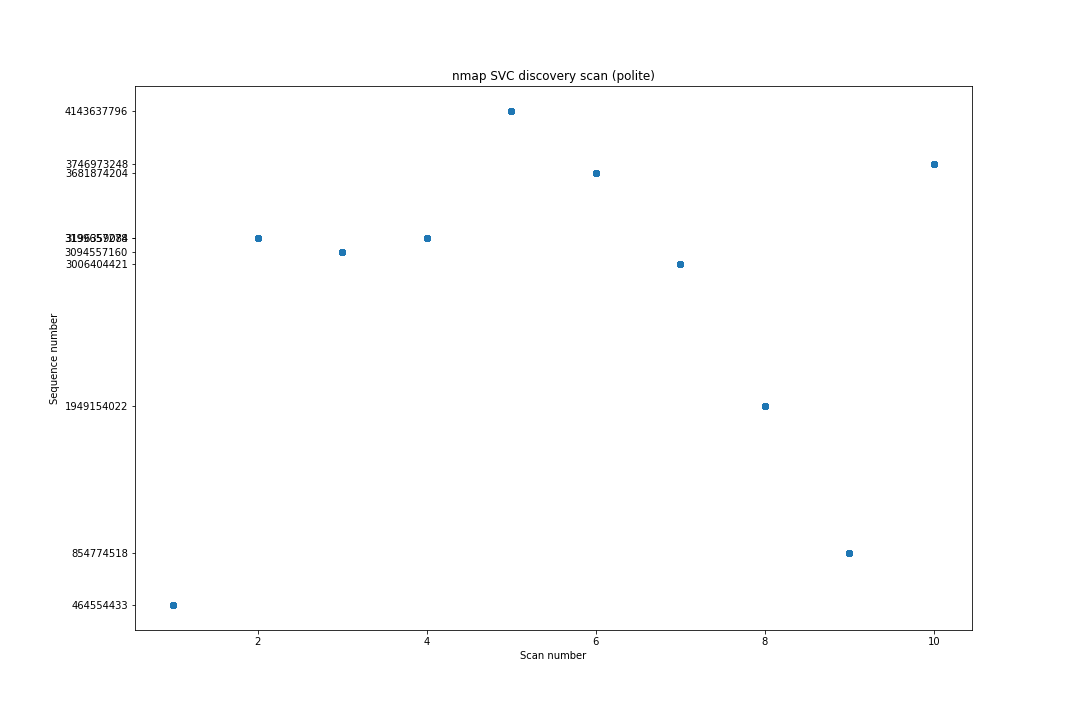 nmap SVC discovery scan (polite)
4143637796
3746973248
3681874204
3094557160
3006404421
1949154022
854774518
464554433
Sequence number
2 4 6 8 10
Scan number